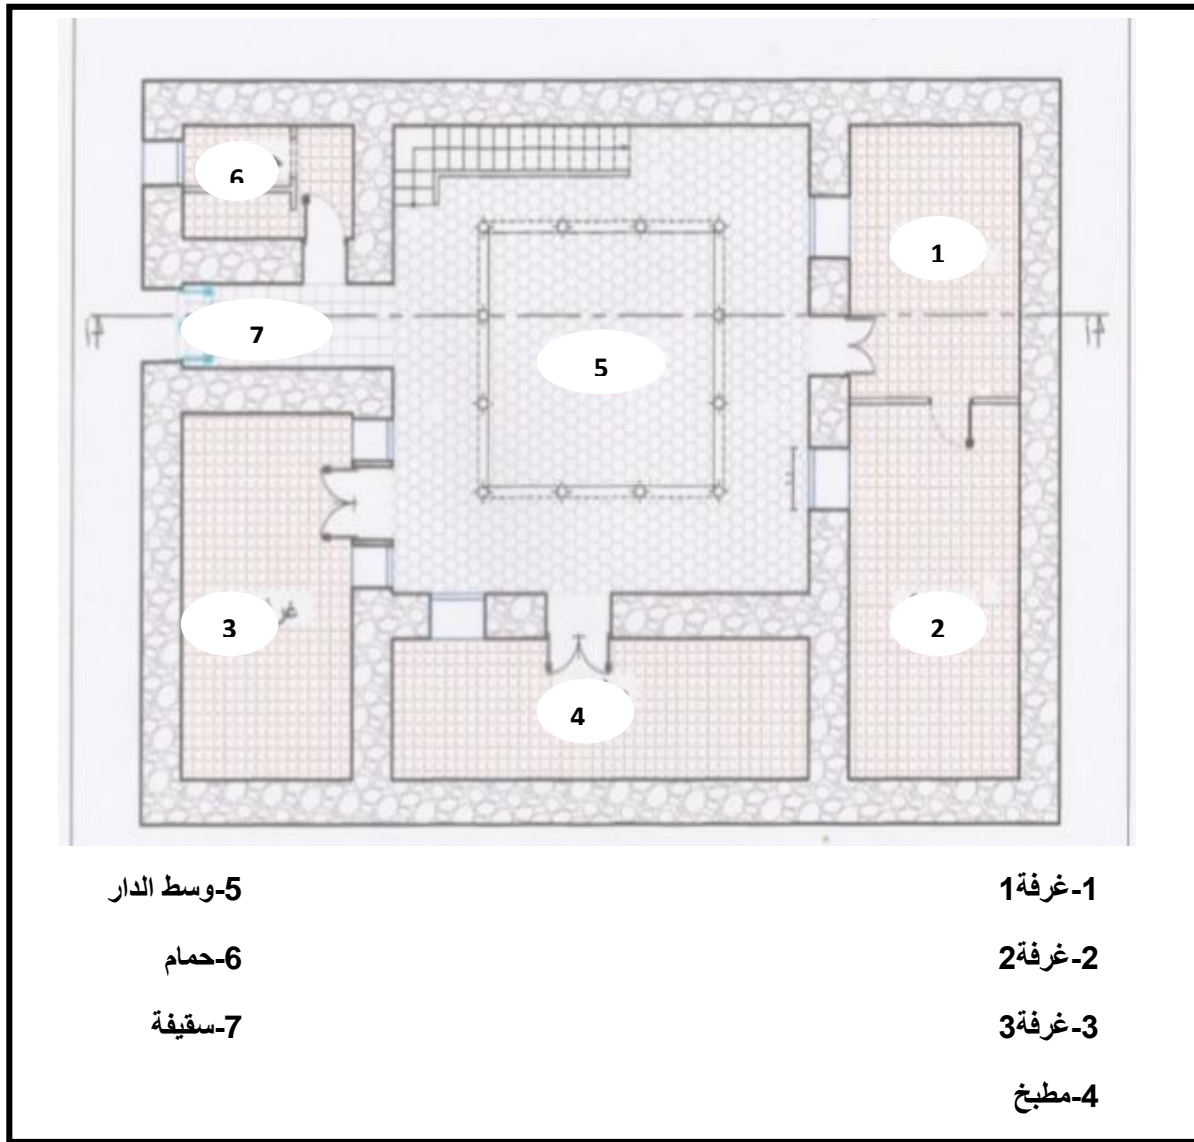 6
1
7
5
3
2
4
1-غرفة1
2-غرفة2
3-غرفة3
4-مطبخ
5-وسط الدار
6-حمام
7-سقيفة